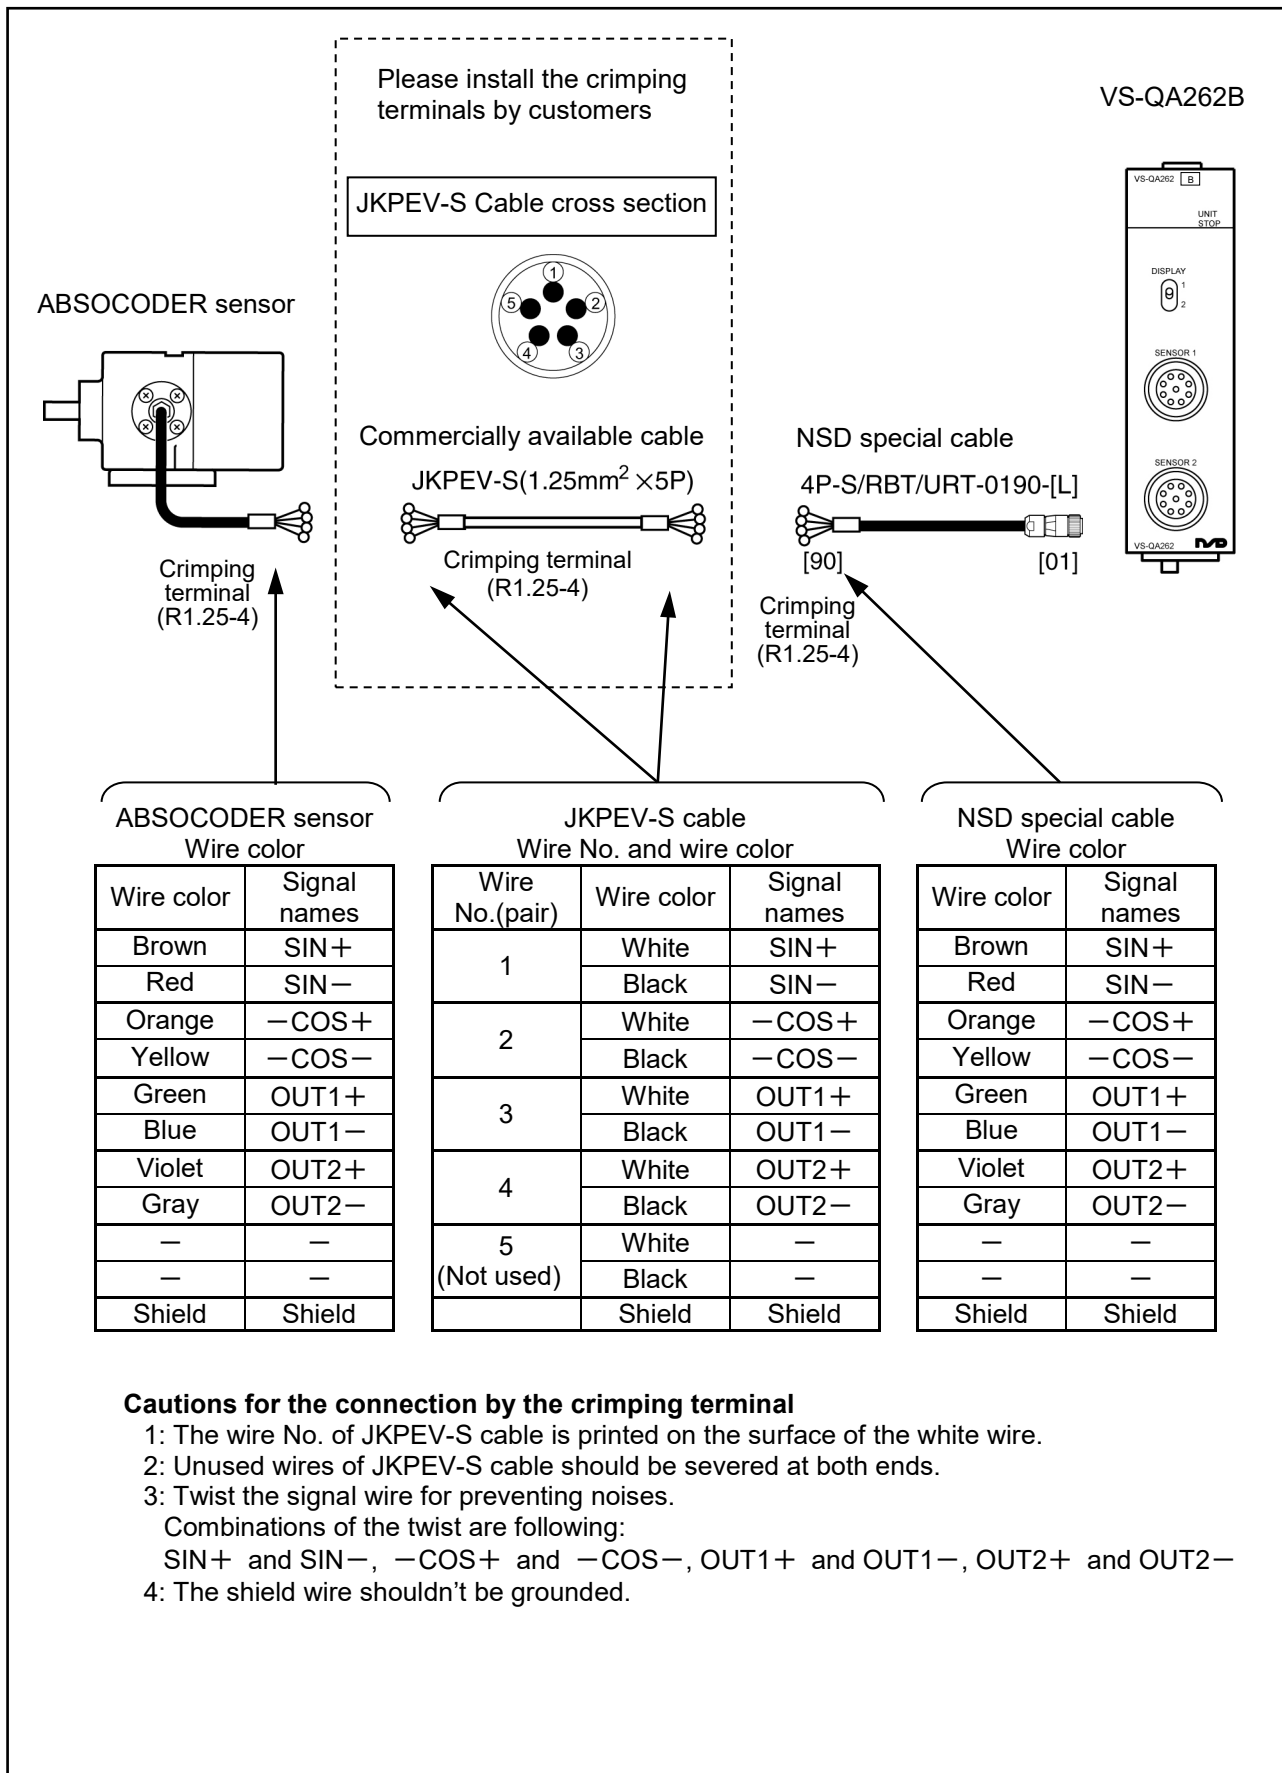 Please install the crimping
terminals by customers
VS-QA262B
JKPEV-S Cable cross section
1
5
2
4
3
VS-QA262 B
UNIT
STOP
DISPLAY
1
2
SENSOR 1
SENSOR 2
VS-QA262 NSD
ABSOCODER sensor
Commercially available cable
JKPEV-S(1.25mm² ×5P)
NSD special cable
4P-S/RBT/URT-0190-[L]
Crimping
terminal
(R1.25-4)
Crimping terminal
(R1.25-4)
[90] [01]
Crimping
terminal
(R1.25-4)
ABSOCODER sensor
Wire color
Wire color Signal names
Brown SIN+
Red SIN−
Orange −COS+
Yellow −COS−
Green OUT1+
Blue OUT1−
Violet OUT2+
Gray OUT2−
− −
− −
Shield Shield
JKPEV-S cable
Wire No. and wire color
Wire No.(pair) Wire color Signal names
1 White SIN+
Black SIN−
2 White −COS+
Black −COS−
3 White OUT1+
Black OUT1−
4 White OUT2+
Black OUT2−
5 (Not used) White −
Black −
Shield Shield
NSD special cable
Wire color
Wire color Signal names
Brown SIN+
Red SIN−
Orange −COS+
Yellow −COS−
Green OUT1+
Blue OUT1−
Violet OUT2+
Gray OUT2−
− −
− −
Shield Shield
Cautions for the connection by the crimping terminal
1: The wire No. of JKPEV-S cable is printed on the surface of the white wire.
2: Unused wires of JKPEV-S cable should be severed at both ends.
3: Twist the signal wire for preventing noises.
Combinations of the twist are following:
SIN+ and SIN−, −COS+ and −COS−, OUT1+ and OUT1−, OUT2+ and OUT2−
4: The shield wire shouldn't be grounded.